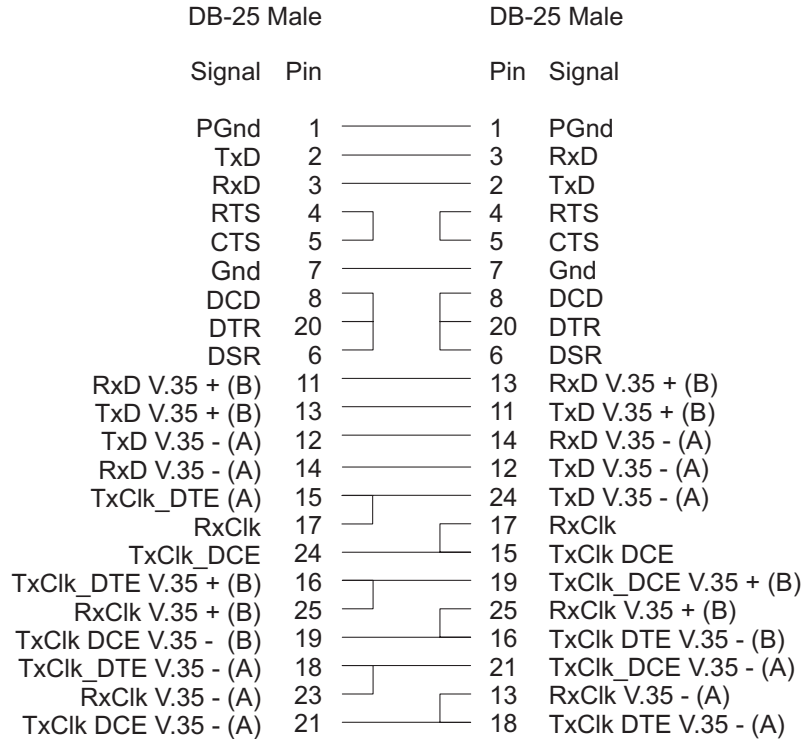 DB-25 Male DB-25 Male
Signal Pin Pin Signal
PGnd 1 1 PGnd
TxD 2 3 RxD
RxD 3 2 TxD
RTS 4 4 RTS
CTS 5 5 CTS
Gnd 7 7 Gnd
DCD 8 8 DCD
DTR 20 20 DTR
DSR 6 6 DSR
RxD V.35 + (B) 11 13 RxD V.35 + (B)
TxD V.35 + (B) 13 11 TxD V.35 + (B)
TxD V.35 - (A) 12 14 RxD V.35 - (A)
RxD V.35 - (A) 14 12 TxD V.35 - (A)
TxClk_DTE (A) 15 24 TxD V.35 - (A)
RxClk 17 17 RxClk
TxClk_DCE 24 15 TxClk DCE
TxClk_DTE V.35 + (B) 16 19 TxClk_DCE V.35 + (B)
RxClk V.35 + (B) 25 25 RxClk V.35 + (B)
TxClk DCE V.35 - (B) 19 16 TxClk DTE V.35 - (B)
TxClk_DTE V.35 - (A) 18 21 TxClk_DCE V.35 - (A)
RxClk V.35 - (A) 23 13 RxClk V.35 - (A)
TxClk DCE V.35 - (A) 21 18 TxClk DTE V.35 - (A)